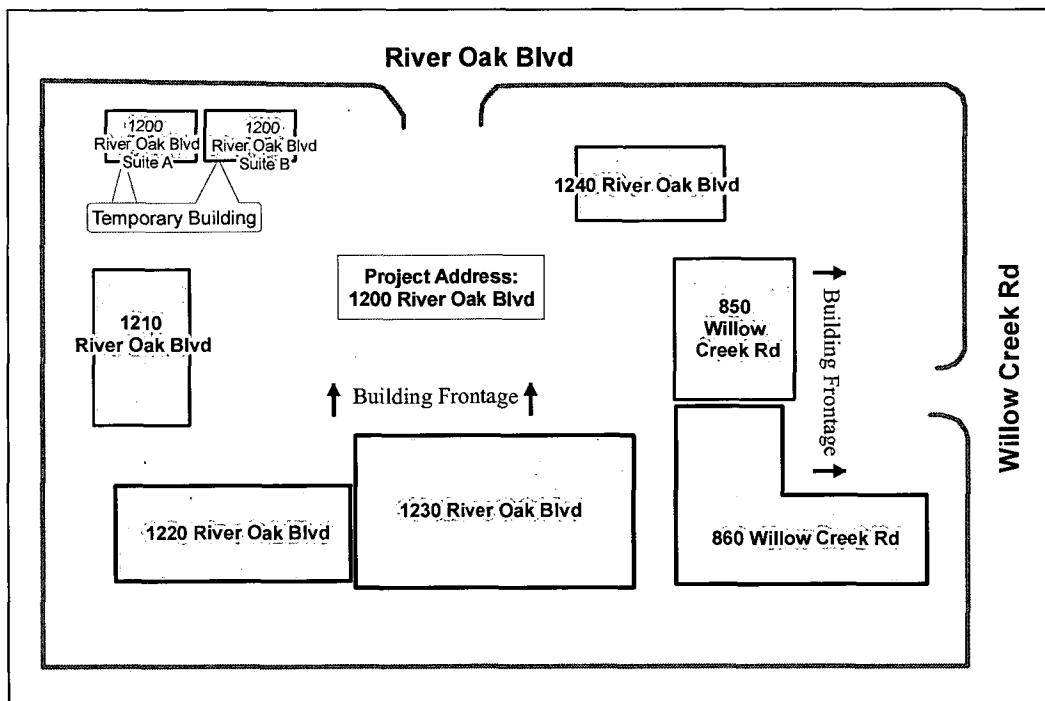 River Oak Blvd
1200
River Oak Blvd
Suite A
1200
River Oak Blvd
Suite B
Temporary Building
1240 River Oak Blvd
Project Address:
1200 River Oak Blvd
1210
River Oak Blvd
850
Willow
Creek Rd
Building Frontage
Building Frontage
Willow Creek Rd
1220 River Oak Blvd
1230 River Oak Blvd
860 Willow Creek Rd